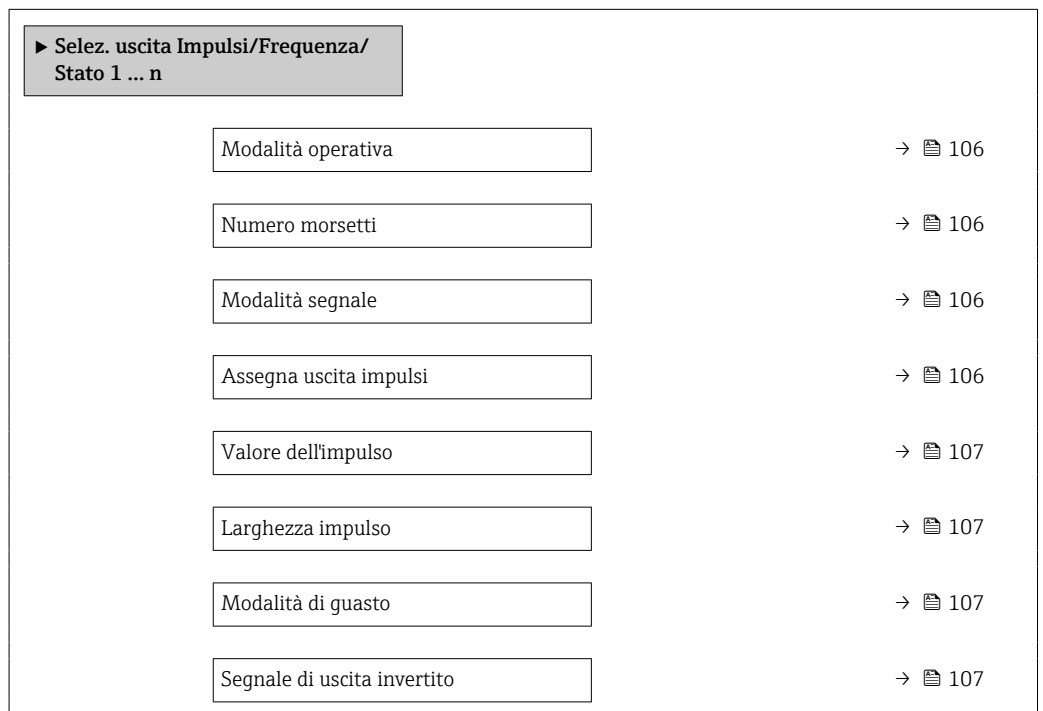 ▶ Selez. uscita Impulsi/Frequenza/
Stato 1 ... n
Modalità operativa → 106
Numero morsetti → 106
Modalità segnale → 106
Assegna uscita impulsi → 106
Valore dell'impulso → 107
Larghezza impulso → 107
Modalità di guasto → 107
Segnale di uscita invertito → 107